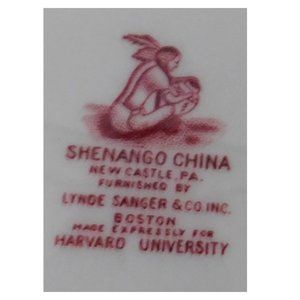 SHENANGO CHINA
NEW CASTLE, PA.
FURNISHED BY
LYNDE SANGER & CO. INC.
BOSTON
MADE EXPRESSLY FOR
HARVARD UNIVERSITY